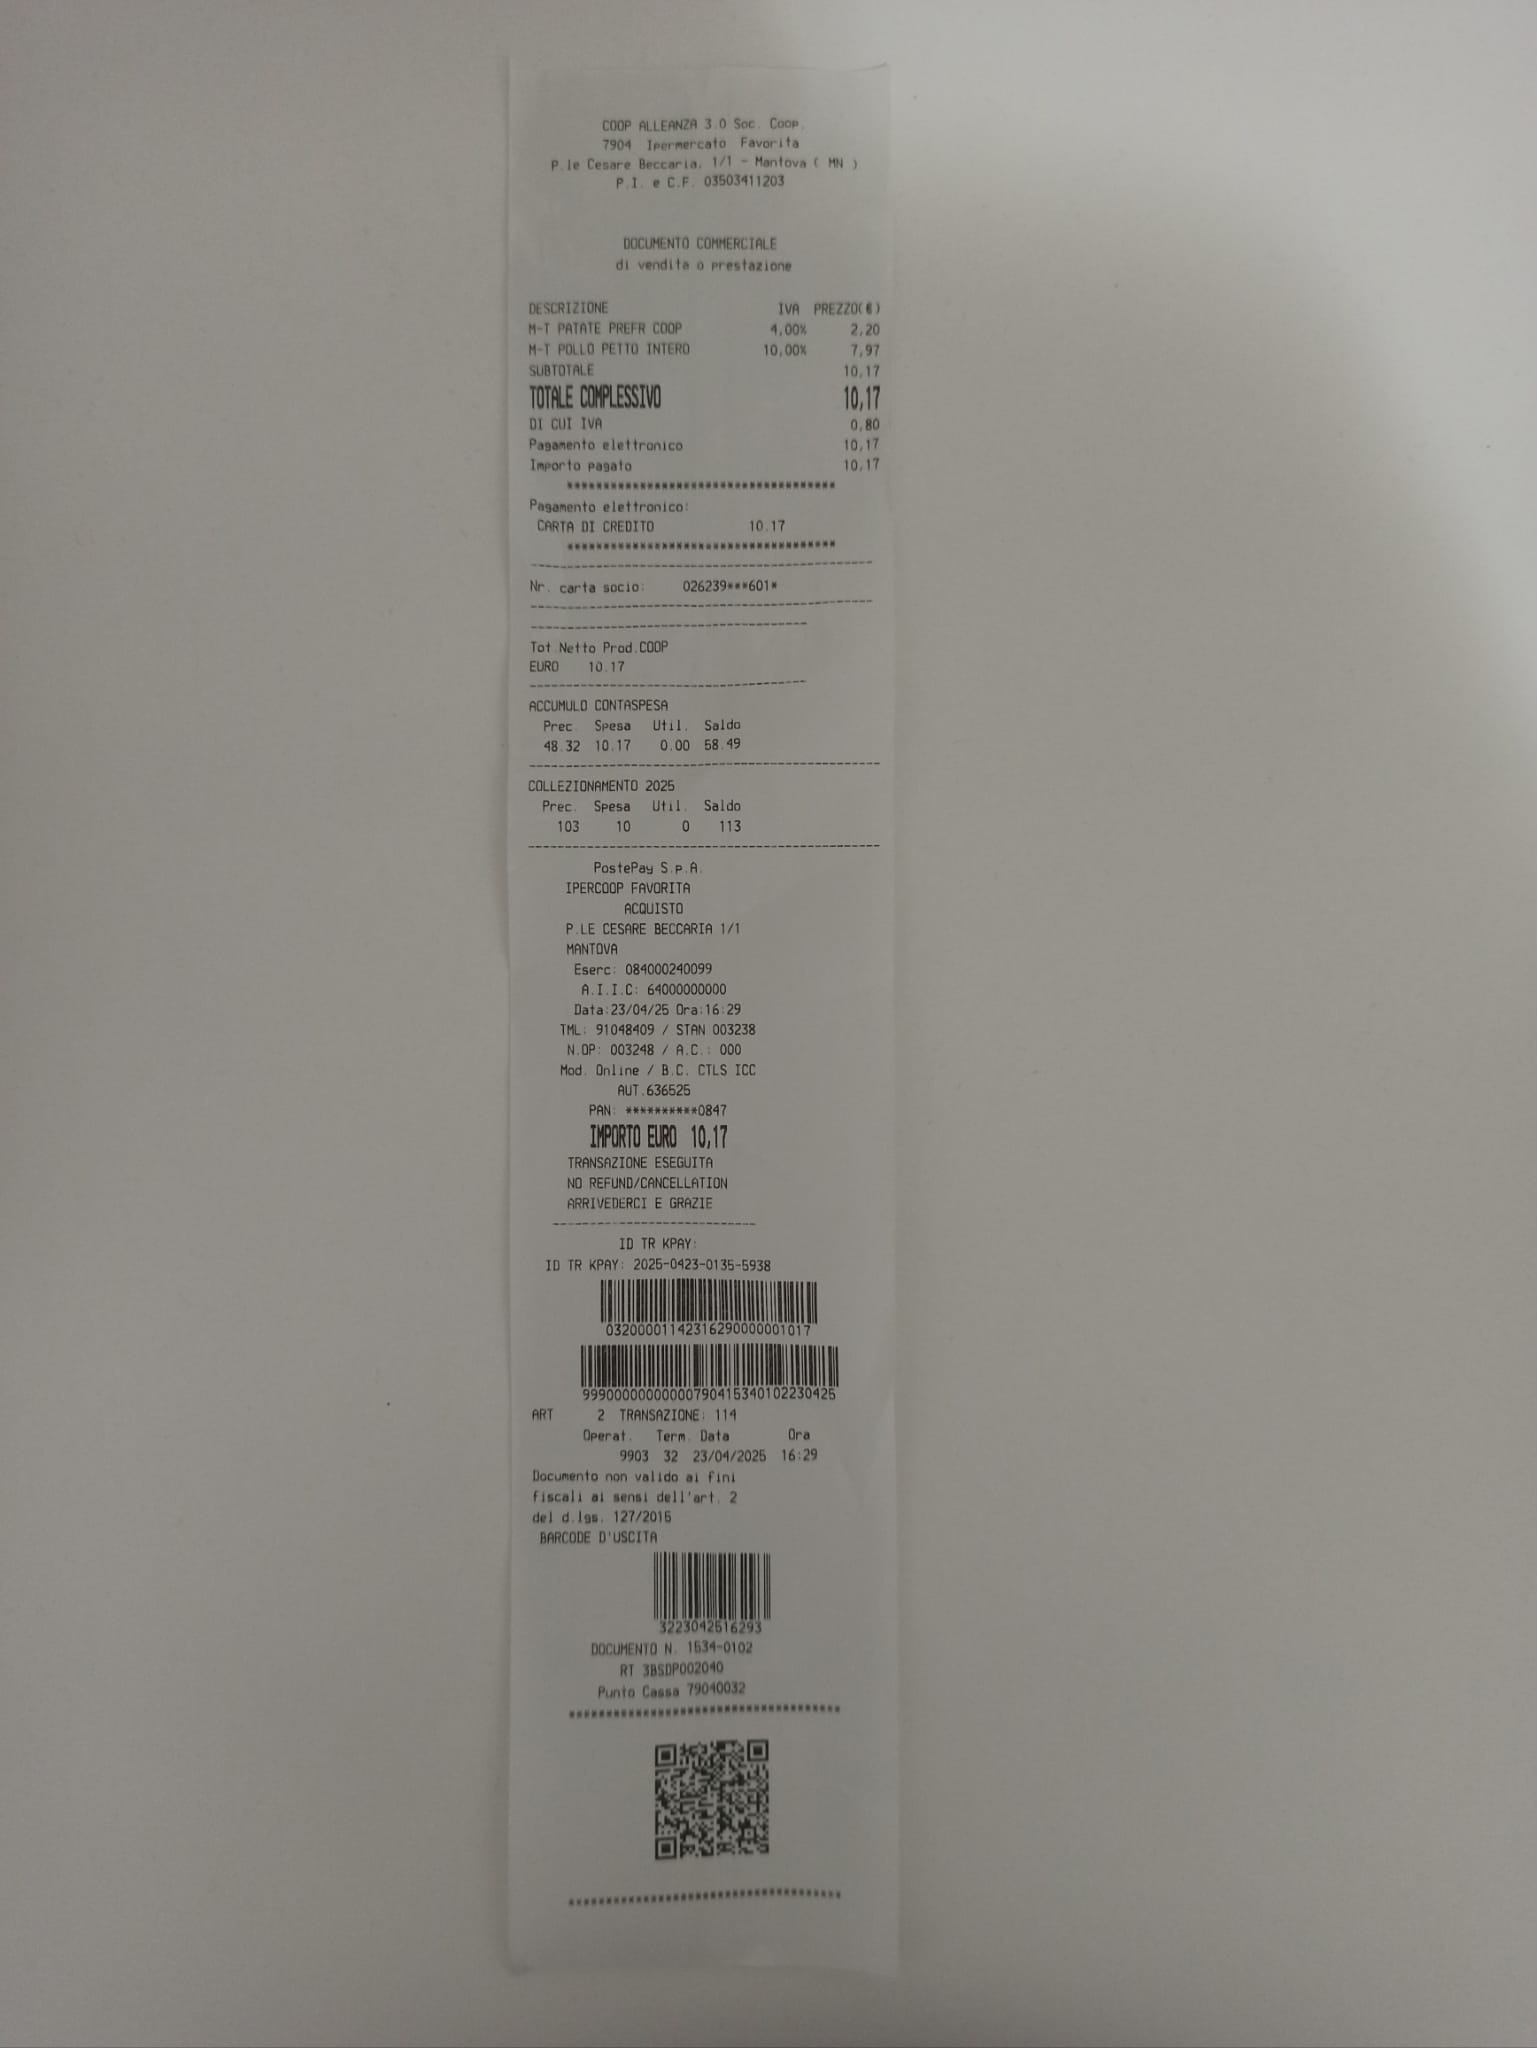 COOP ALLEANZA 3.0 Soc. Coop.
7904 Ipermercato Favorita
P.le Cesare Beccaria, 1/1 - Mantova ( MN )
P.I. e C.F. 03503411203
DOCUMENTO COMMERCIALE
di vendita o prestazione
DESCRIZIONE IVA PREZZO(€)
M-T PATATE PREFR COOP 4,00% 2,20
M-T POLLO PETTO INTERO 10,00% 7,97
SUBTOTALE 10,17
TOTALE COMPLESSIVO 10,17
DI CUI IVA 0,80
Pagamento elettronico 10,17
Importo pagato 10,17
************************************
Pagamento elettronico:
CARTA DI CREDITO 10.17
************************************
Nr. carta socio: 026239***601*
Tot.Netto Prod.COOP
EURO 10.17
ACCUMULO CONTASPESA
Prec. Spesa Util. Saldo
48.32 10.17 0.00 58.49
COLLEZIONAMENTO 2025
Prec. Spesa Util. Saldo
103 10 0 113
PostePay S.p.A.
IPERCOOP FAVORITA
ACQUISTO
P.LE CESARE BECCARIA 1/1
MANTOVA
Eserc: 084000240099
A.I.I.C: 64000000000
Data:23/04/25 Ora:16:29
TML: 91048409 / STAN 003238
N.OP: 003248 / A.C.: 000
Mod. Online / B.C. CTLS ICC
AUT.636525
PAN: **********0847
IMPORTO EURO 10,17
TRANSAZIONE ESEGUITA
NO REFUND/CANCELLATION
ARRIVEDERCI E GRAZIE
ID TR KPAY:
ID TR KPAY: 2025-0423-0135-5938
0320000114231629000001017
9990000000000079041534010223​0425
ART 2 TRANSAZIONE: 114
Operat. Term. Data Ora
9903 32 23/04/2025 16:29
Documento non valido ai fini
fiscali ai sensi dell'art. 2
del d.lgs. 127/2015
BARCODE D'USCITA
3223042516293
DOCUMENTO N. 1534-0102
RT 3BSDP002040
Punto Cassa 79040032